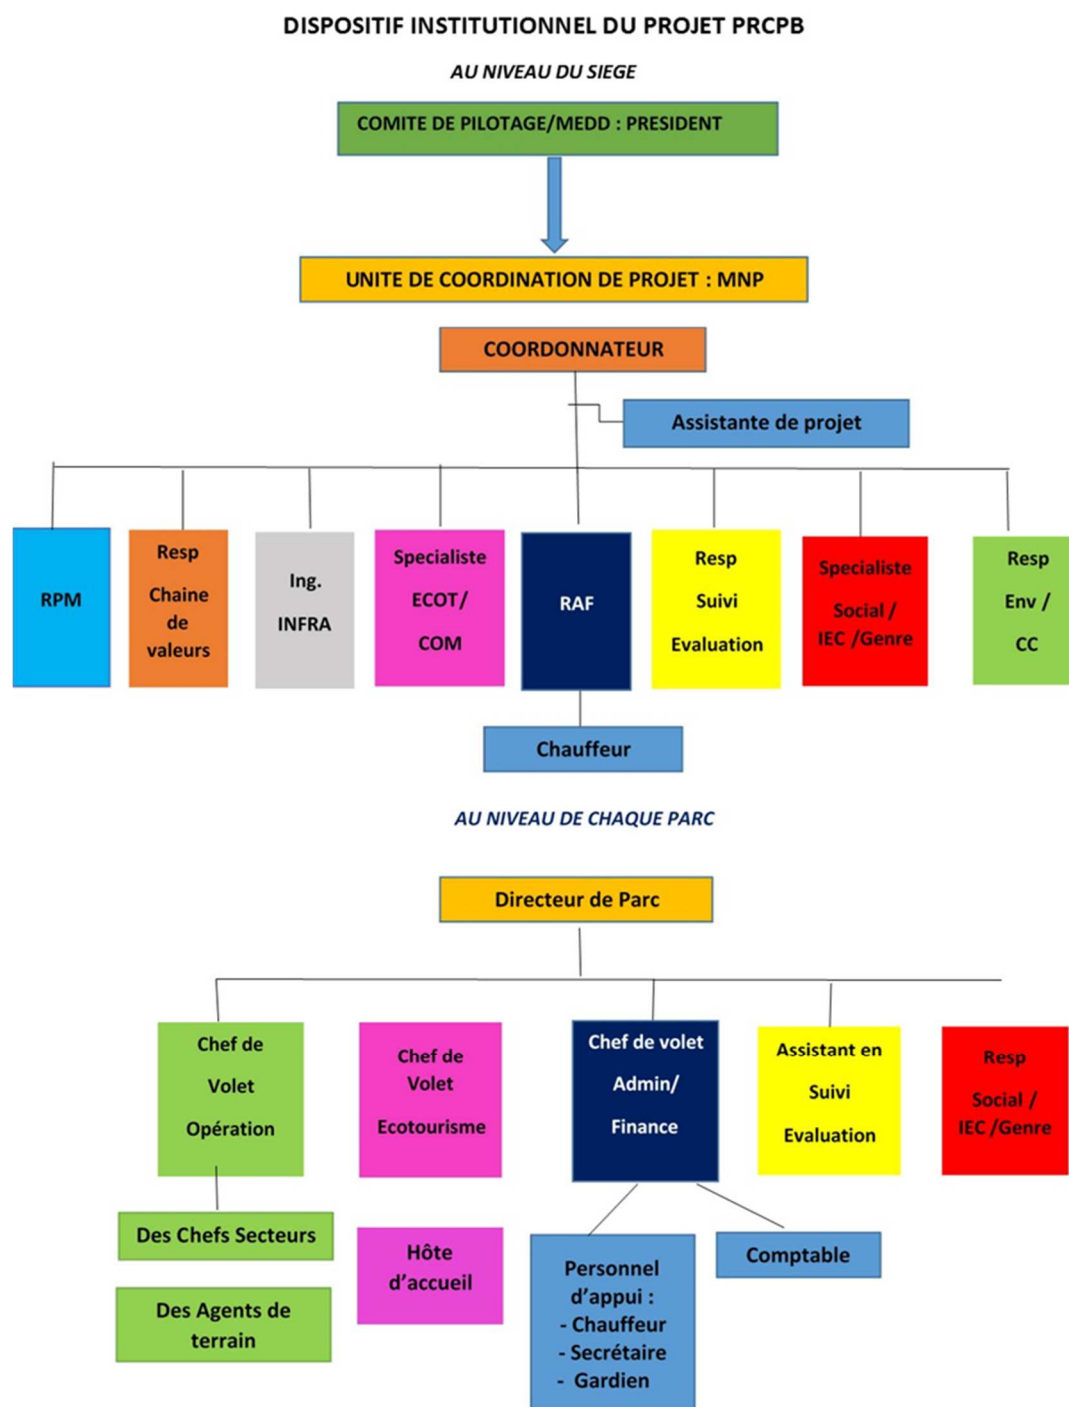 DISPOSITIF INSTITUTIONNEL DU PROJET PRCPB
AU NIVEAU DU SIEGE
COMITE DE PILOTAGE/MEDD : PRESIDENT
UNITE DE COORDINATION DE PROJET : MNP
COORDONNATEUR
Assistante de projet
RPM
Resp
Chaine
de
valeurs
Ing.
INFRA
Specialiste
ECOT/
COM
RAF
Resp
Suivi
Evaluation
Specialiste
Social /
IEC /Genre
Resp
Env /
CC
Chauffeur
AU NIVEAU DE CHAQUE PARC
Directeur de Parc
Chef de
Volet
Opération
Chef de
Volet
Ecotourisme
Chef de volet
Admin/
Finance
Assistant en
Suivi
Evaluation
Resp
Social /
IEC /Genre
Des Chefs Secteurs
Des Agents de
terrain
Hôte
d'accueil
Personnel
d'appui :
- Chauffeur
- Secrétaire
- Gardien
Comptable